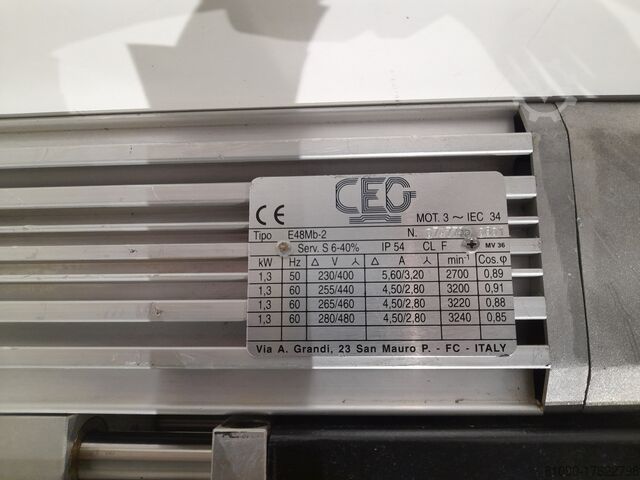 CEG
CE MOT. 3 ~ IEC 34
Tipo E48Mb-2 N.
Serv. S 6-40% IP 54 CL F MV 36
kW Hz △ V ⅄ △ A ⅄ min⁻¹ Cos.φ
1,3 50 230/400 5,60/3,20 2700 0,89
1,3 60 255/440 4,50/2,80 3200 0,91
1,3 60 265/460 4,50/2,80 3220 0,88
1,3 60 280/480 4,50/2,80 3240 0,85
Via A. Grandi, 23 San Mauro P. - FC - ITALY